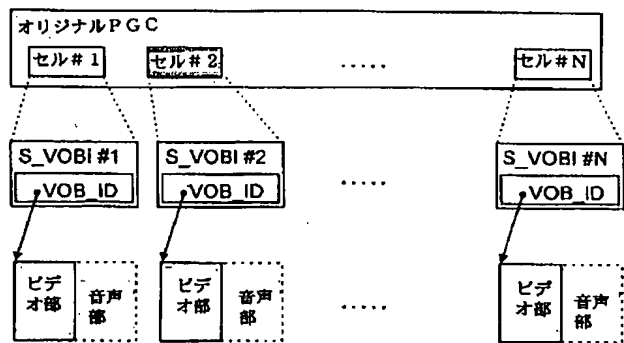 オリジナルPGC
セル#1 セル#2 ..... セル#N
S_VOBI #1 S_VOBI #2 S_VOBI #N
VOB_ID VOB_ID ..... VOB_ID
ビデオ部 音声部 ビデオ部 音声部 ..... ビデオ部 音声部